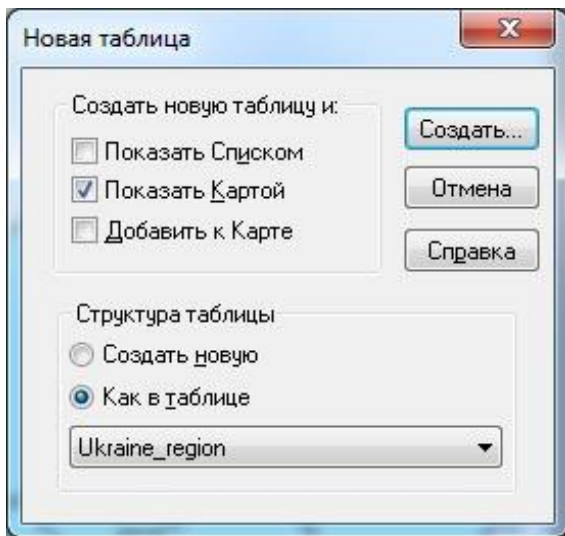 Новая таблица
Создать новую таблицу и:
Показать Списком
Показать Картой
Добавить к Карте
Создать...
Отмена
Справка
Структура таблицы
Создать новую
Как в таблице
Ukraine_region